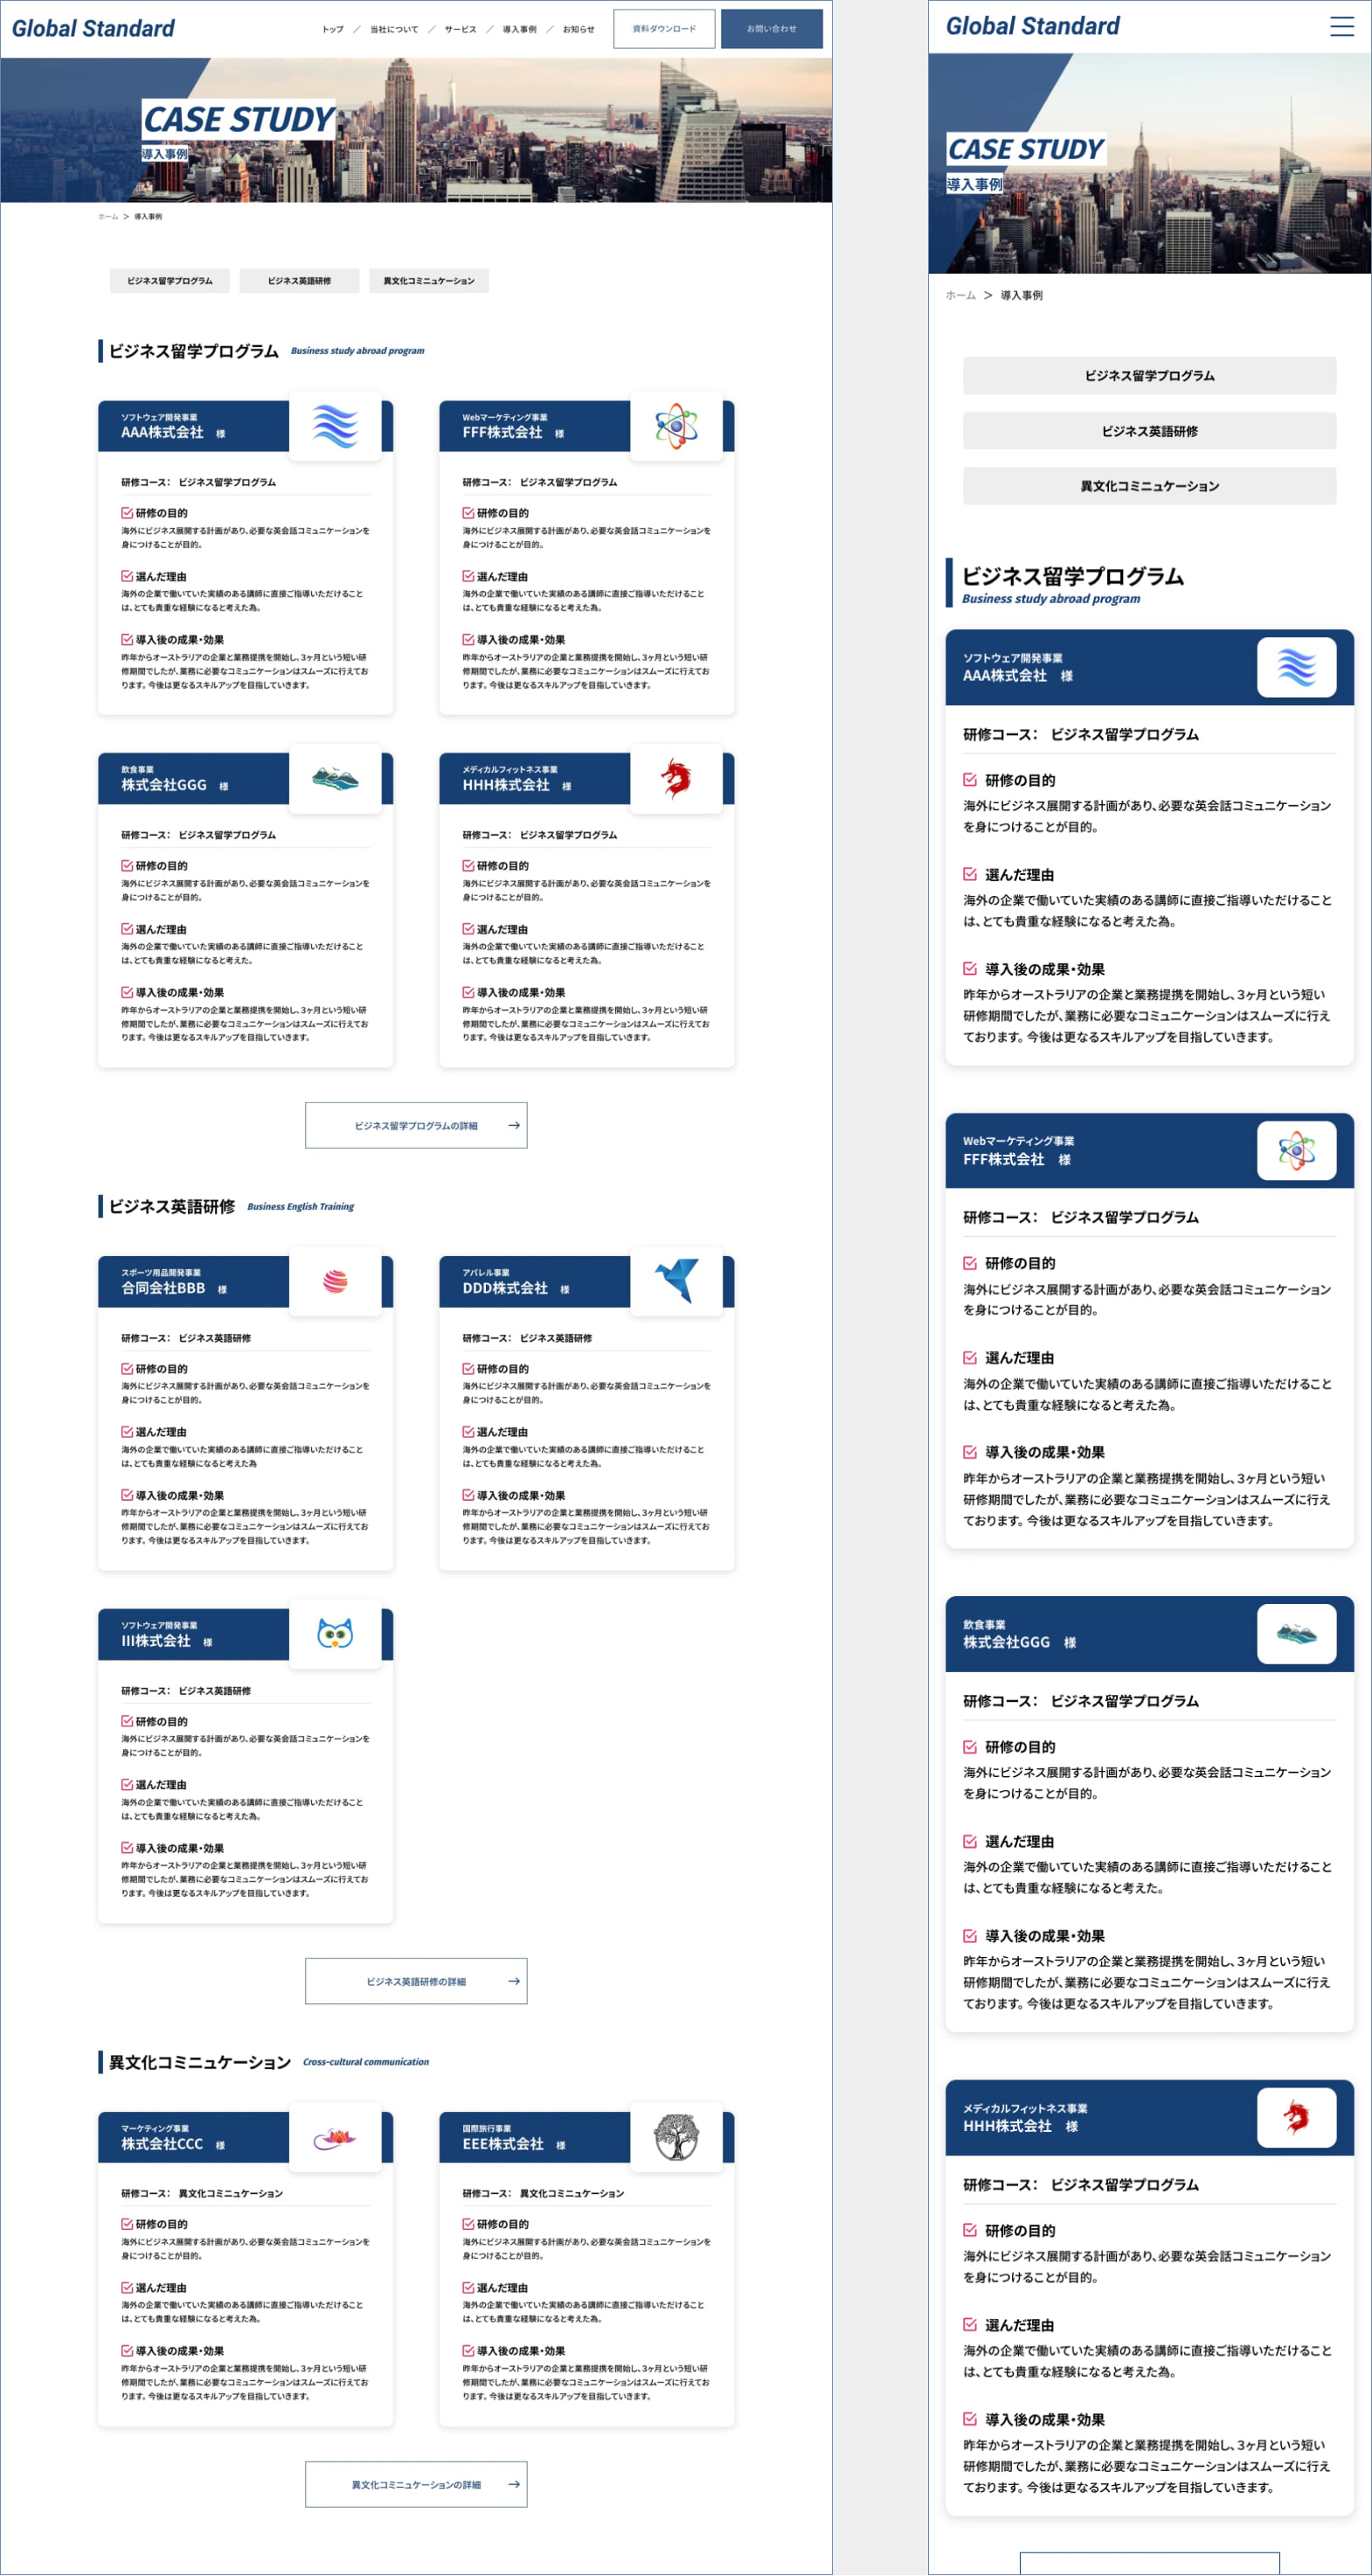 Global Standard
トップ ／ 当社について ／ サービス ／ 導入事例 ／ お知らせ
資料ダウンロード
お問い合わせ
CASE STUDY
導入事例
ホーム ＞ 導入事例
ビジネス留学プログラム
ビジネス英語研修
異文化コミニュケーション
ビジネス留学プログラム
Business study abroad program
ソフトウェア開発事業
AAA株式会社 様
研修コース： ビジネス留学プログラム
研修の目的
海外にビジネス展開する計画があり、必要な英会話コミュニケーションを
身につけることが目的。
選んだ理由
海外の企業で働いていた実績のある講師に直接ご指導いただけること
は、とても貴重な経験になると考えた為。
導入後の成果・効果
昨年からオーストラリアの企業と業務提携を開始し、3ヶ月という短い研
修期間でしたが、業務に必要なコミュニケーションはスムーズに行えてお
ります。今後は更なるスキルアップを目指していきます。
Webマーケティング事業
FFF株式会社 様
研修コース： ビジネス留学プログラム
研修の目的
海外にビジネス展開する計画があり、必要な英会話コミュニケーションを
身につけることが目的。
選んだ理由
海外の企業で働いていた実績のある講師に直接ご指導いただけること
は、とても貴重な経験になると考えた為。
導入後の成果・効果
昨年からオーストラリアの企業と業務提携を開始し、3ヶ月という短い研
修期間でしたが、業務に必要なコミュニケーションはスムーズに行えてお
ります。今後は更なるスキルアップを目指していきます。
飲食事業
株式会社GGG 様
研修コース： ビジネス留学プログラム
研修の目的
海外にビジネス展開する計画があり、必要な英会話コミュニケーションを
身につけることが目的。
選んだ理由
海外の企業で働いていた実績のある講師に直接ご指導いただけること
は、とても貴重な経験になると考えた。
導入後の成果・効果
昨年からオーストラリアの企業と業務提携を開始し、3ヶ月という短い研
修期間でしたが、業務に必要なコミュニケーションはスムーズに行えてお
ります。今後は更なるスキルアップを目指していきます。
メディカルフィットネス事業
HHH株式会社 様
研修コース： ビジネス留学プログラム
研修の目的
海外にビジネス展開する計画があり、必要な英会話コミュニケーションを
身につけることが目的。
選んだ理由
海外の企業で働いていた実績のある講師に直接ご指導いただけること
は、とても貴重な経験になると考えた為。
導入後の成果・効果
昨年からオーストラリアの企業と業務提携を開始し、3ヶ月という短い研
修期間でしたが、業務に必要なコミュニケーションはスムーズに行えてお
ります。今後は更なるスキルアップを目指していきます。
ビジネス留学プログラムの詳細
ビジネス英語研修
Business English Training
スポーツ用品開発事業
合同会社BBB 様
研修コース： ビジネス英語研修
研修の目的
海外にビジネス展開する計画があり、必要な英会話コミュニケーションを
身につけることが目的。
選んだ理由
海外の企業で働いていた実績のある講師に直接ご指導いただけること
は、とても貴重な経験になると考えた為
導入後の成果・効果
昨年からオーストラリアの企業と業務提携を開始し、3ヶ月という短い研
修期間でしたが、業務に必要なコミュニケーションはスムーズに行えてお
ります。今後は更なるスキルアップを目指していきます。
アパレル事業
DDD株式会社 様
研修コース： ビジネス英語研修
研修の目的
海外にビジネス展開する計画があり、必要な英会話コミュニケーションを
身につけることが目的。
選んだ理由
海外の企業で働いていた実績のある講師に直接ご指導いただけること
は、とても貴重な経験になると考えた為。
導入後の成果・効果
昨年からオーストラリアの企業と業務提携を開始し、3ヶ月という短い研
修期間でしたが、業務に必要なコミュニケーションはスムーズに行えてお
ります。今後は更なるスキルアップを目指していきます。
ソフトウェア開発事業
III株式会社 様
研修コース： ビジネス英語研修
研修の目的
海外にビジネス展開する計画があり、必要な英会話コミュニケーションを
身につけることが目的。
選んだ理由
海外の企業で働いていた実績のある講師に直接ご指導いただけること
は、とても貴重な経験になると考えた為。
導入後の成果・効果
昨年からオーストラリアの企業と業務提携を開始し、3ヶ月という短い研
修期間でしたが、業務に必要なコミュニケーションはスムーズに行えてお
ります。今後は更なるスキルアップを目指していきます。
ビジネス英語研修の詳細
異文化コミニュケーション
Cross-cultural communication
マーケティング事業
株式会社CCC 様
研修コース： 異文化コミニュケーション
研修の目的
海外にビジネス展開する計画があり、必要な英会話コミュニケーションを
身につけることが目的。
選んだ理由
海外の企業で働いていた実績のある講師に直接ご指導いただけること
は、とても貴重な経験になると考えた為。
導入後の成果・効果
昨年からオーストラリアの企業と業務提携を開始し、3ヶ月という短い研
修期間でしたが、業務に必要なコミュニケーションはスムーズに行えてお
ります。今後は更なるスキルアップを目指していきます。
国際旅行事業
EEE株式会社 様
研修コース： 異文化コミニュケーション
研修の目的
海外にビジネス展開する計画があり、必要な英会話コミュニケーションを
身につけることが目的。
選んだ理由
海外の企業で働いていた実績のある講師に直接ご指導いただけること
は、とても貴重な経験になると考えた為。
導入後の成果・効果
昨年からオーストラリアの企業と業務提携を開始し、3ヶ月という短い研
修期間でしたが、業務に必要なコミュニケーションはスムーズに行えてお
ります。今後は更なるスキルアップを目指していきます。
異文化コミニュケーションの詳細
Global Standard
CASE STUDY
導入事例
ホーム ＞ 導入事例
ビジネス留学プログラム
ビジネス英語研修
異文化コミニュケーション
ビジネス留学プログラム
Business study abroad program
ソフトウェア開発事業
AAA株式会社 様
研修コース： ビジネス留学プログラム
研修の目的
海外にビジネス展開する計画があり、必要な英会話コミュニケーション
を身につけることが目的。
選んだ理由
海外の企業で働いていた実績のある講師に直接ご指導いただけること
は、とても貴重な経験になると考えた為。
導入後の成果・効果
昨年からオーストラリアの企業と業務提携を開始し、3ヶ月という短い
研修期間でしたが、業務に必要なコミュニケーションはスムーズに行え
ております。今後は更なるスキルアップを目指していきます。
Webマーケティング事業
FFF株式会社 様
研修コース： ビジネス留学プログラム
研修の目的
海外にビジネス展開する計画があり、必要な英会話コミュニケーション
を身につけることが目的。
選んだ理由
海外の企業で働いていた実績のある講師に直接ご指導いただけること
は、とても貴重な経験になると考えた為。
導入後の成果・効果
昨年からオーストラリアの企業と業務提携を開始し、3ヶ月という短い
研修期間でしたが、業務に必要なコミュニケーションはスムーズに行え
ております。今後は更なるスキルアップを目指していきます。
飲食事業
株式会社GGG 様
研修コース： ビジネス留学プログラム
研修の目的
海外にビジネス展開する計画があり、必要な英会話コミュニケーション
を身につけることが目的。
選んだ理由
海外の企業で働いていた実績のある講師に直接ご指導いただけること
は、とても貴重な経験になると考えた。
導入後の成果・効果
昨年からオーストラリアの企業と業務提携を開始し、3ヶ月という短い
研修期間でしたが、業務に必要なコミュニケーションはスムーズに行え
ております。今後は更なるスキルアップを目指していきます。
メディカルフィットネス事業
HHH株式会社 様
研修コース： ビジネス留学プログラム
研修の目的
海外にビジネス展開する計画があり、必要な英会話コミュニケーション
を身につけることが目的。
選んだ理由
海外の企業で働いていた実績のある講師に直接ご指導いただけること
は、とても貴重な経験になると考えた為。
導入後の成果・効果
昨年からオーストラリアの企業と業務提携を開始し、3ヶ月という短い
研修期間でしたが、業務に必要なコミュニケーションはスムーズに行え
ております。今後は更なるスキルアップを目指していきます。